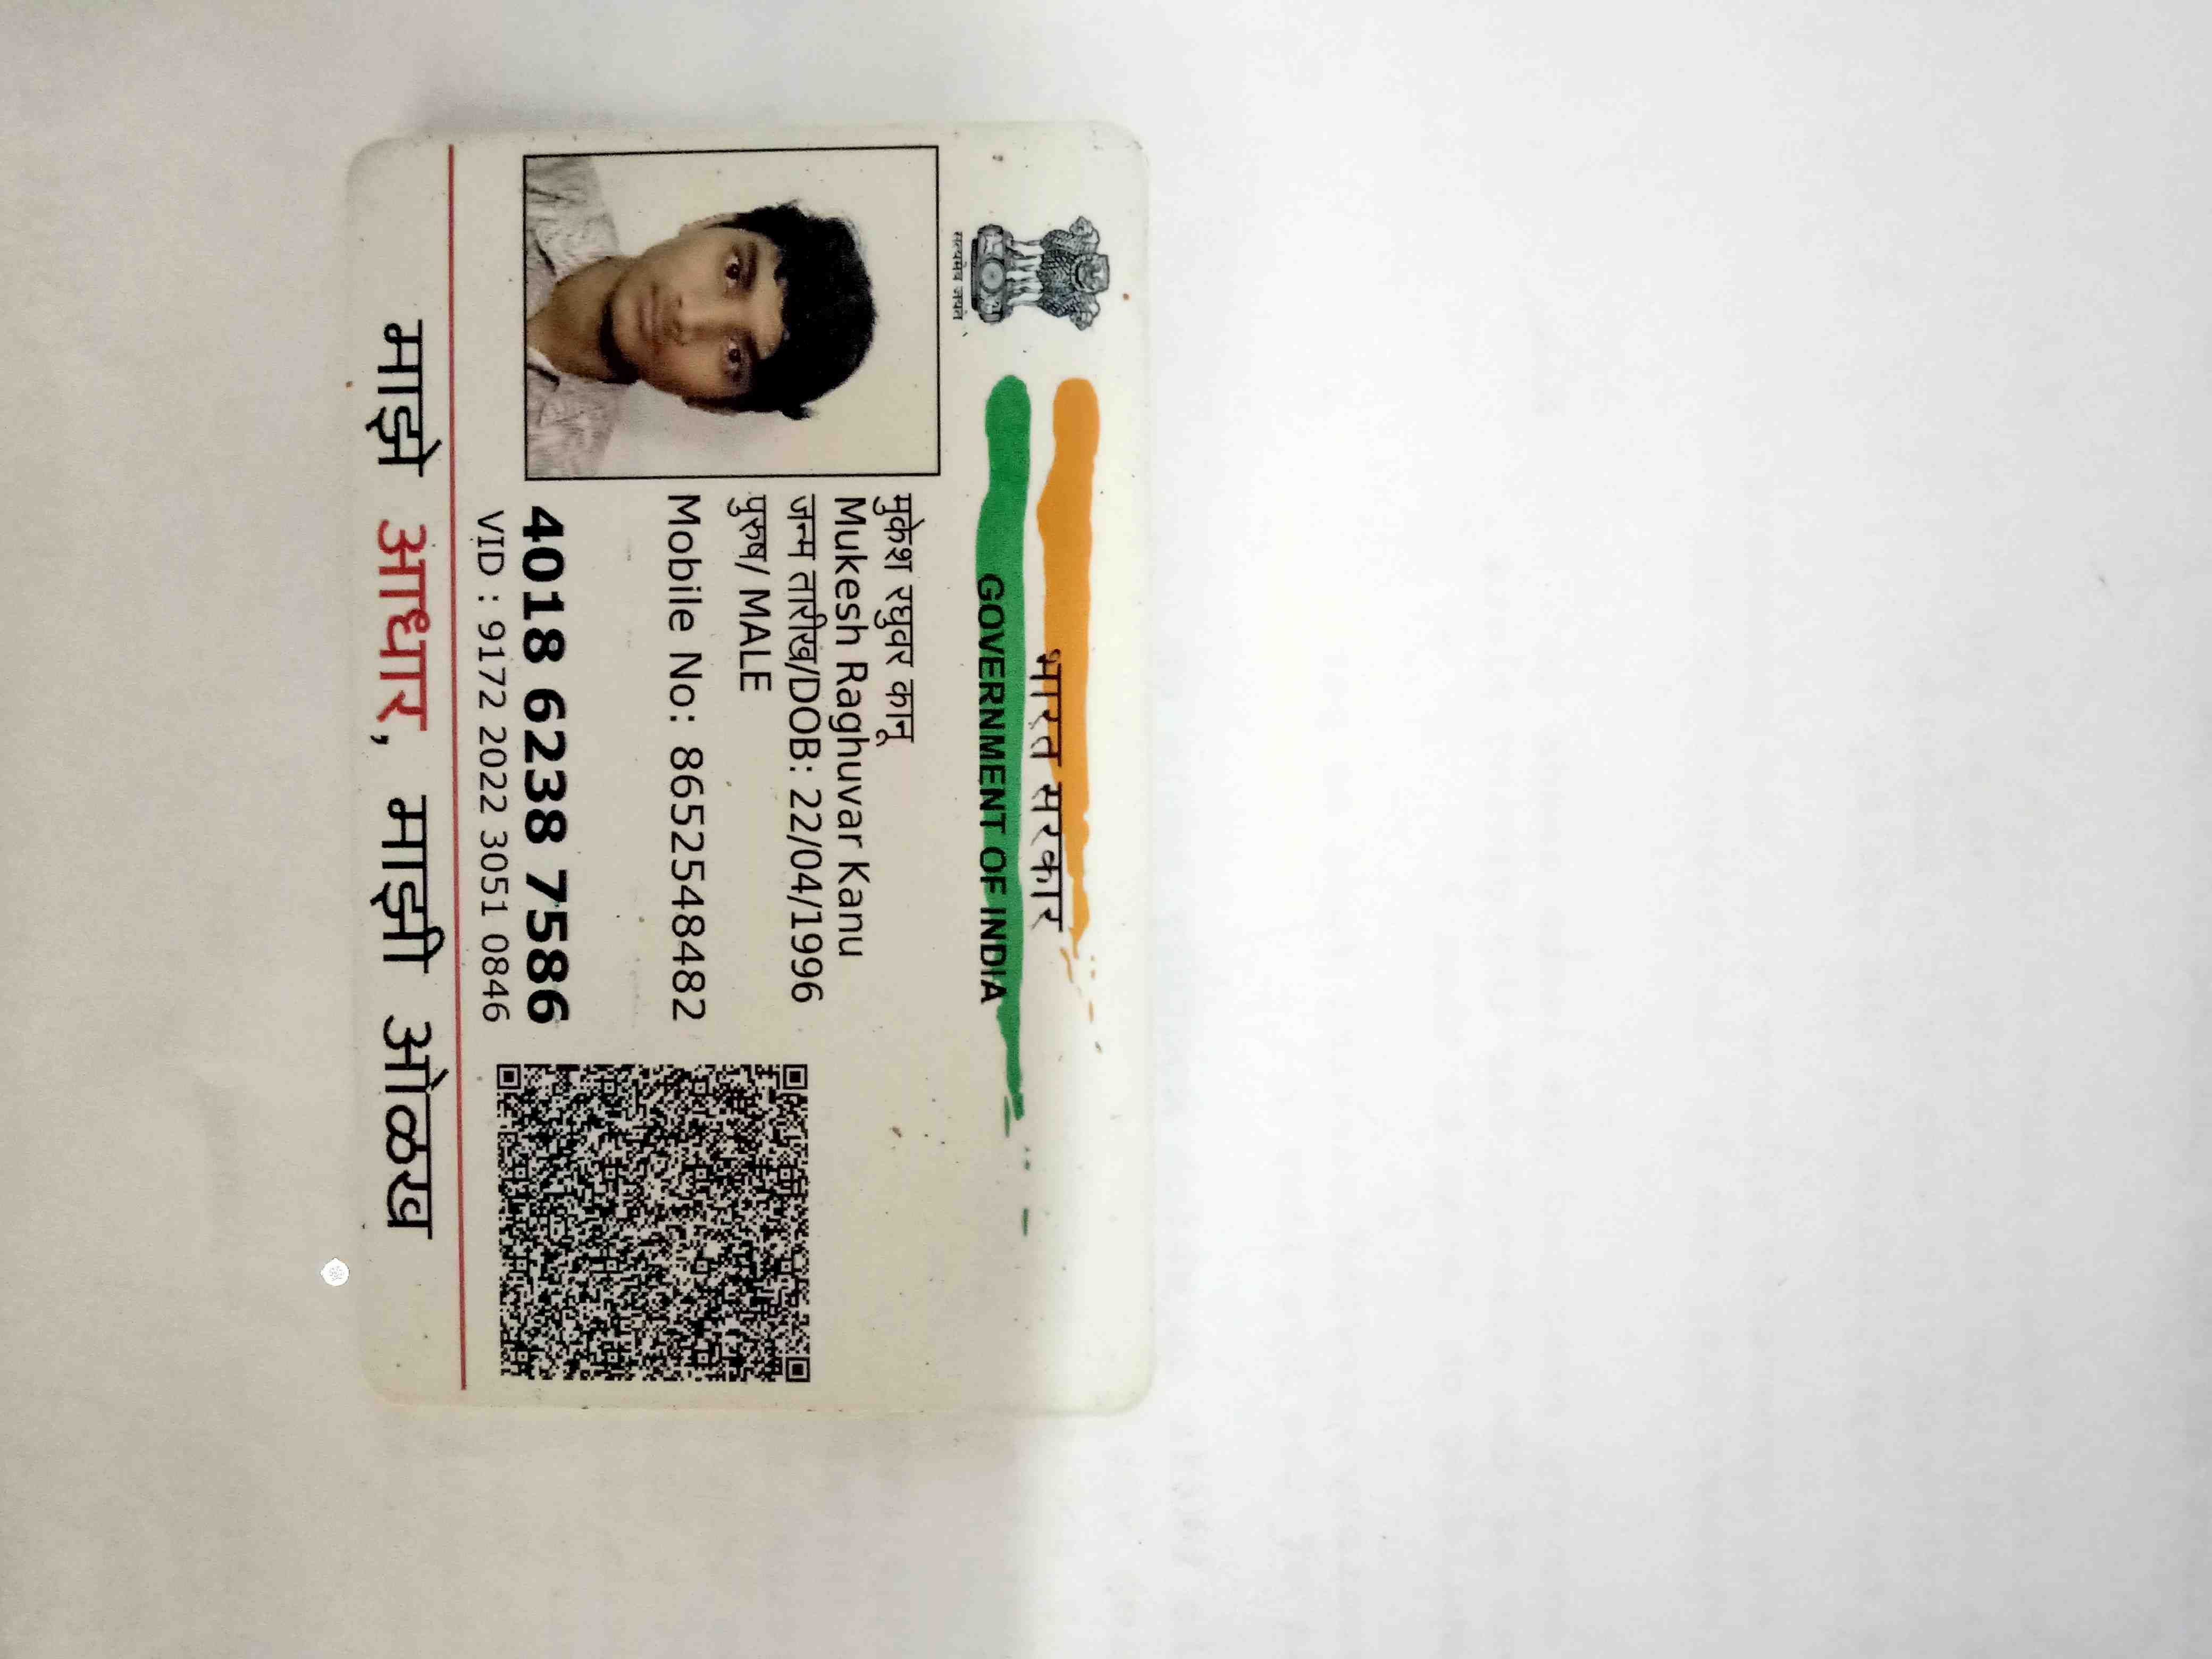 भारत सरकार
GOVERNMENT OF INDIA
सत्यमेव जयते
मुकेश रघुवर कानू
Mukesh Raghuvar Kanu
जन्म तारीख/DOB: 22/04/1996
पुरुष/ MALE
Mobile No: 8652548482
4018 6238 7586
VID : 9172 2022 3051 0846
माझे आधार, माझी ओळख